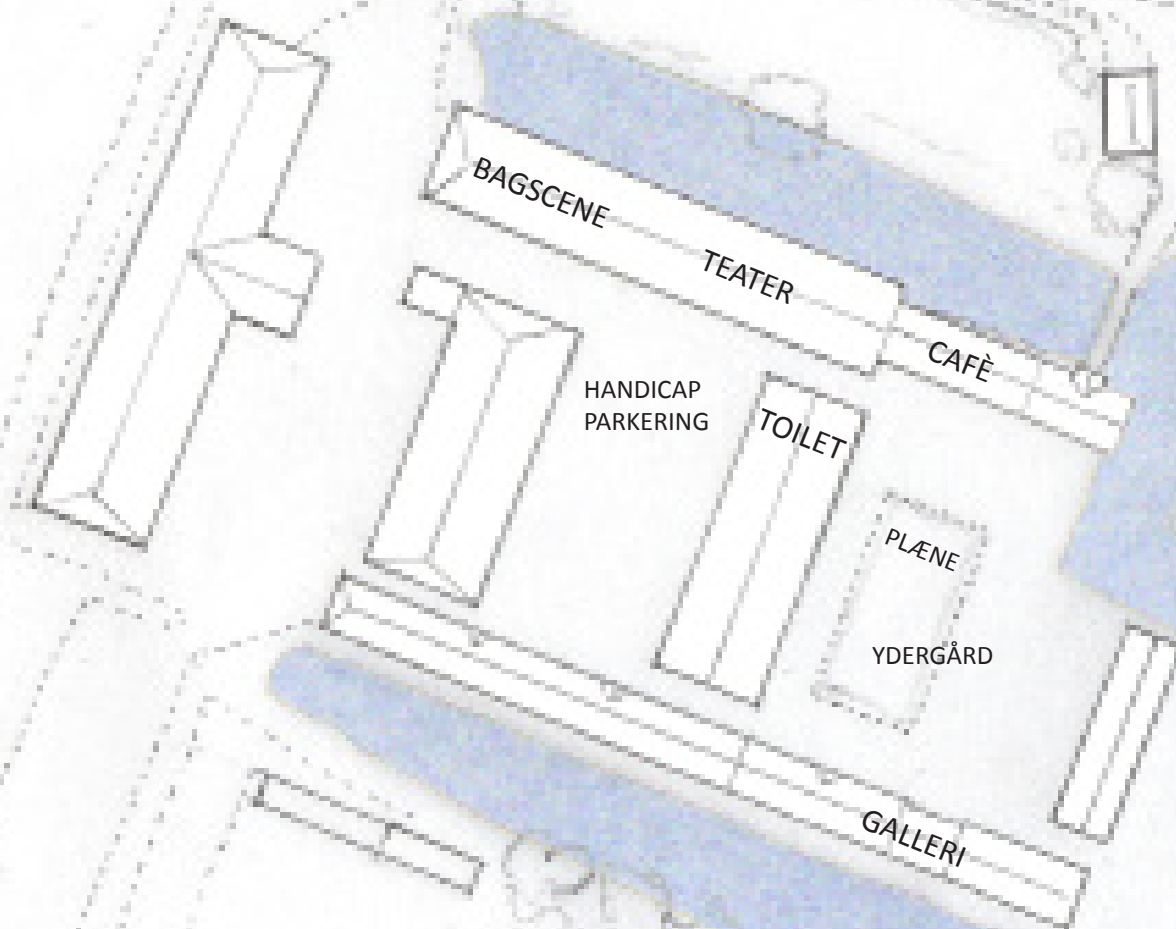 BAGSCENE
TEATER
CAFÈ
HANDICAP
PARKERING
TOILET
PLÆNE
YDERGÅRD
GALLERI